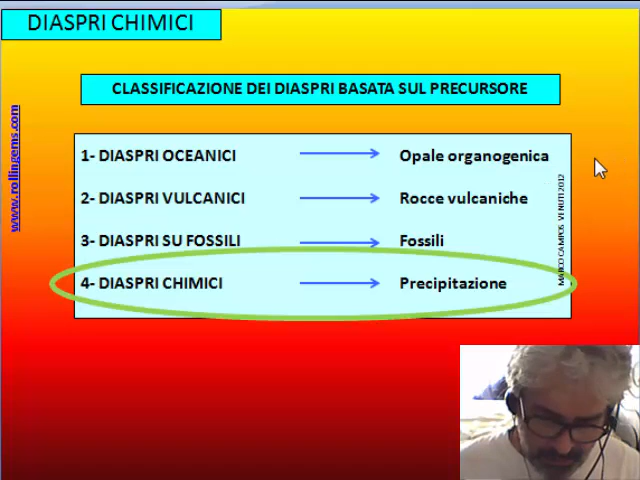 DIASPRI CHIMICI
CLASSIFICAZIONE DEI DIASPRI BASATA SUL PRECURSORE
www.rollingems.com
1- DIASPRI OCEANICI Opale organogenica
2- DIASPRI VULCANICI Rocce vulcaniche
3- DIASPRI SU FOSSILI Fossili
4- DIASPRI CHIMICI Precipitazione
MARCO CAMPOS VENUTI 2012